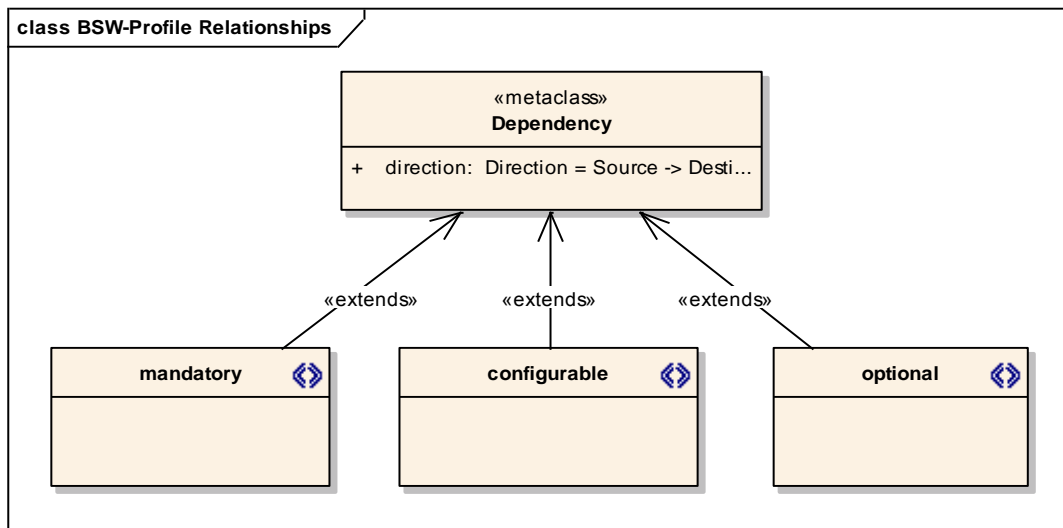 class BSW-Profile Relationships
«metaclass»
Dependency
+ direction: Direction = Source -> Desti...
«extends» «extends» «extends»
mandatory configurable optional